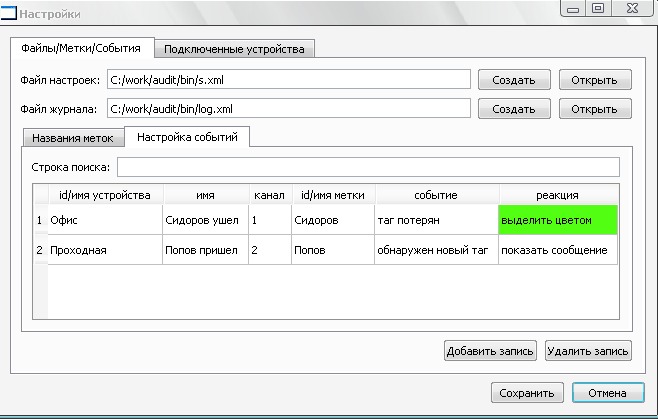 Настройки
Файлы/Метки/События Подключенные устройства
Файл настроек: C:/work/audit/bin/s.xml Создать Открыть
Файл журнала: C:/work/audit/bin/log.xml Создать Открыть
Названия меток Настройка событий
Строка поиска:
id/имя устройства имя канал id/имя метки событие реакция
1 Офис Сидоров ушел 1 Сидоров таг потерян выделить цветом
2 Проходная Попов пришел 2 Попов обнаружен новый таг показать сообщение
Добавить запись Удалить запись
Сохранить Отмена